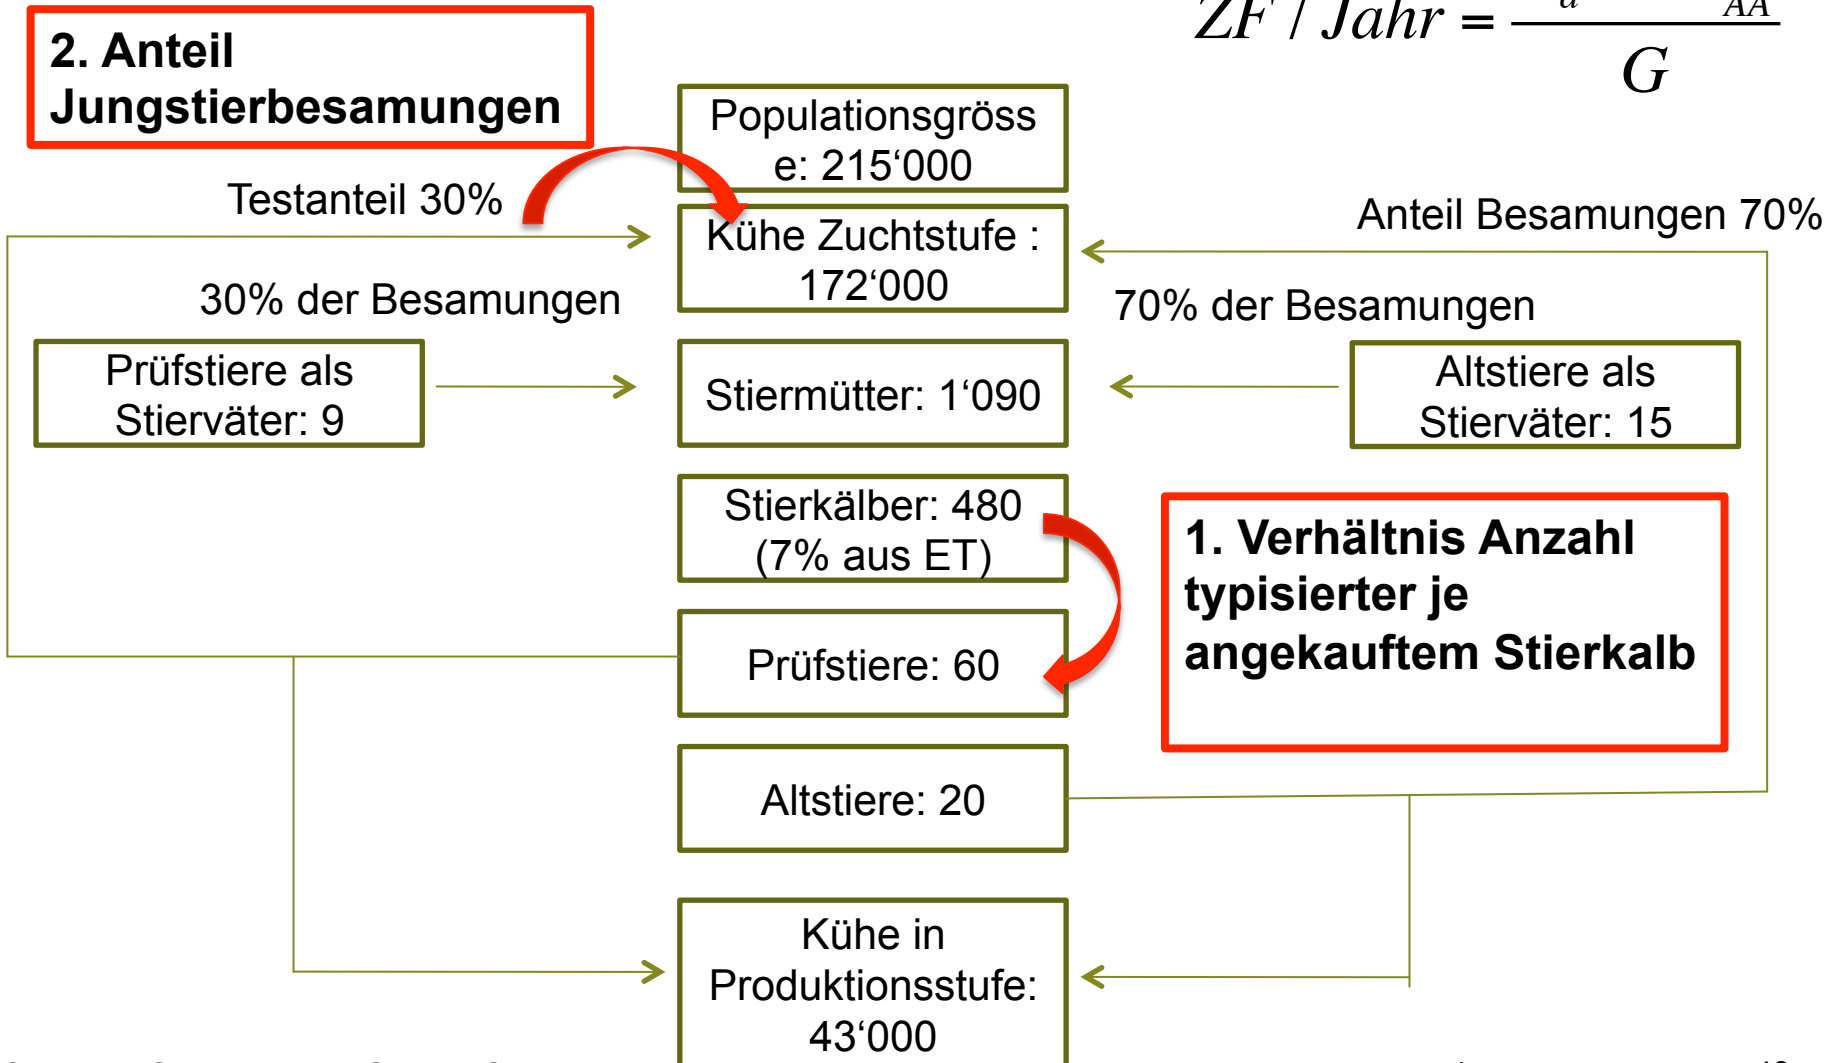 ZF / Jahr =
a
AA
G
2. Anteil
Jungstierbesamungen
Populationsgröss
e: 215‘000
Testanteil 30%
Kühe Zuchtstufe :
172‘000
Anteil Besamungen 70%
30% der Besamungen
70% der Besamungen
Prüfstiere als
Stierväter: 9
Stiermütter: 1‘090
Altstiere als
Stierväter: 15
Stierkälber: 480
(7% aus ET)
1. Verhältnis Anzahl
typisierter je
angekauftem Stierkalb
Prüfstiere: 60
Altstiere: 20
Kühe in
Produktionsstufe:
43‘000